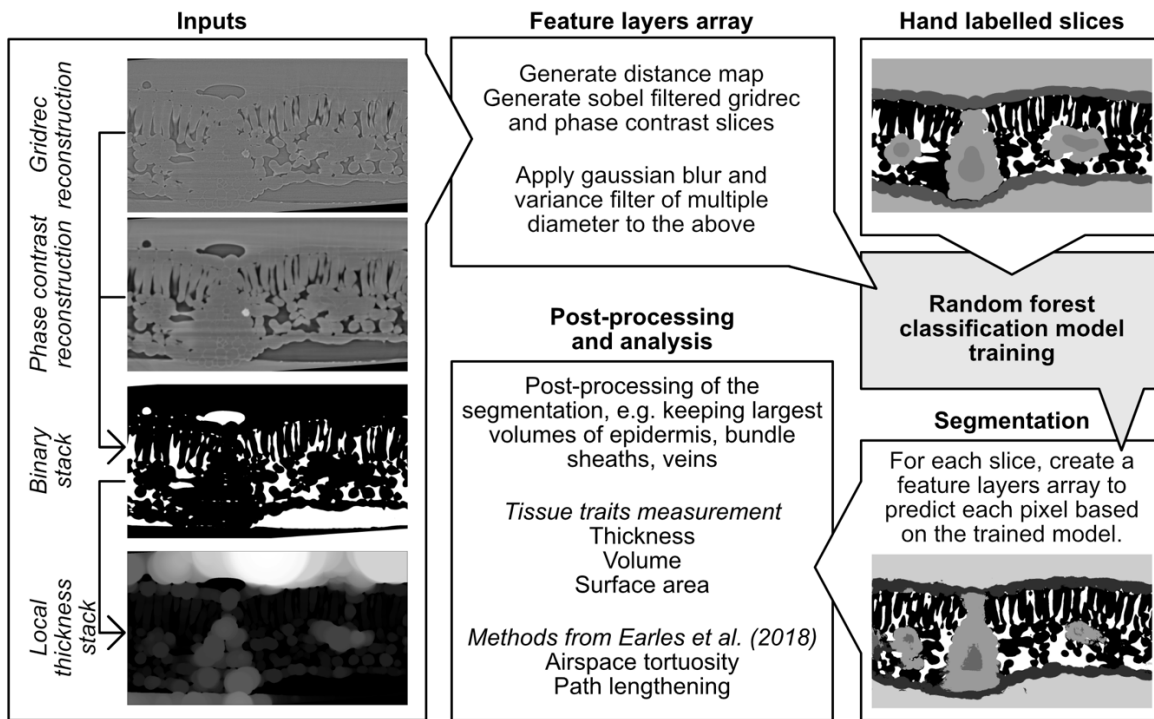 Inputs
Gridrec
reconstruction
Phase contrast
reconstruction
Binary
stack
Local
thickness
stack
Feature layers array
Generate distance map
Generate sobel filtered gridrec
and phase contrast slices
Apply gaussian blur and
variance filter of multiple
diameter to the above
Hand labelled slices
Random forest
classification model
training
Segmentation
For each slice, create a
feature layers array to
predict each pixel based
on the trained model.
Post-processing
and analysis
Post-processing of the
segmentation, e.g. keeping largest
volumes of epidermis, bundle
sheaths, veins
Tissue traits measurement
Thickness
Volume
Surface area
Methods from Earles et al. (2018)
Airspace tortuosity
Path lengthening